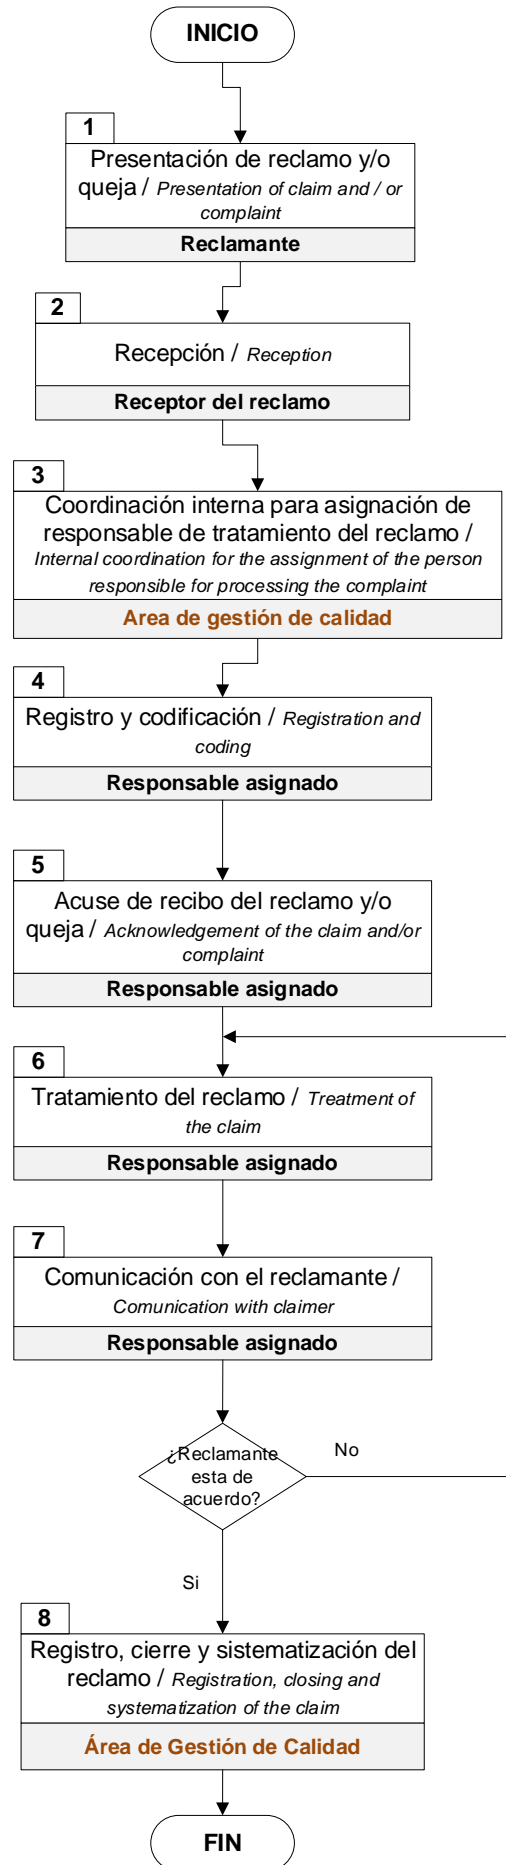 INICIO
1
Presentación de reclamo y/o
queja / Presentation of claim and / or
complaint
Reclamante
2
Recepción / Reception
Receptor del reclamo
3
Coordinación interna para asignación de
responsable de tratamiento del reclamo /
Internal coordination for the assignment of the person
responsible for processing the complaint
Area de gestión de calidad
4
Registro y codificación / Registration and
coding
Responsable asignado
5
Acuse de recibo del reclamo y/o
queja / Acknowledgement of the claim and/or
complaint
Responsable asignado
6
Tratamiento del reclamo / Treatment of
the claim
Responsable asignado
7
Comunicación con el reclamante /
Comunication with claimer
Responsable asignado
¿Reclamante
esta de
acuerdo?
No
Si
8
Registro, cierre y sistematización del
reclamo / Registration, closing and
systematization of the claim
Área de Gestión de Calidad
FIN